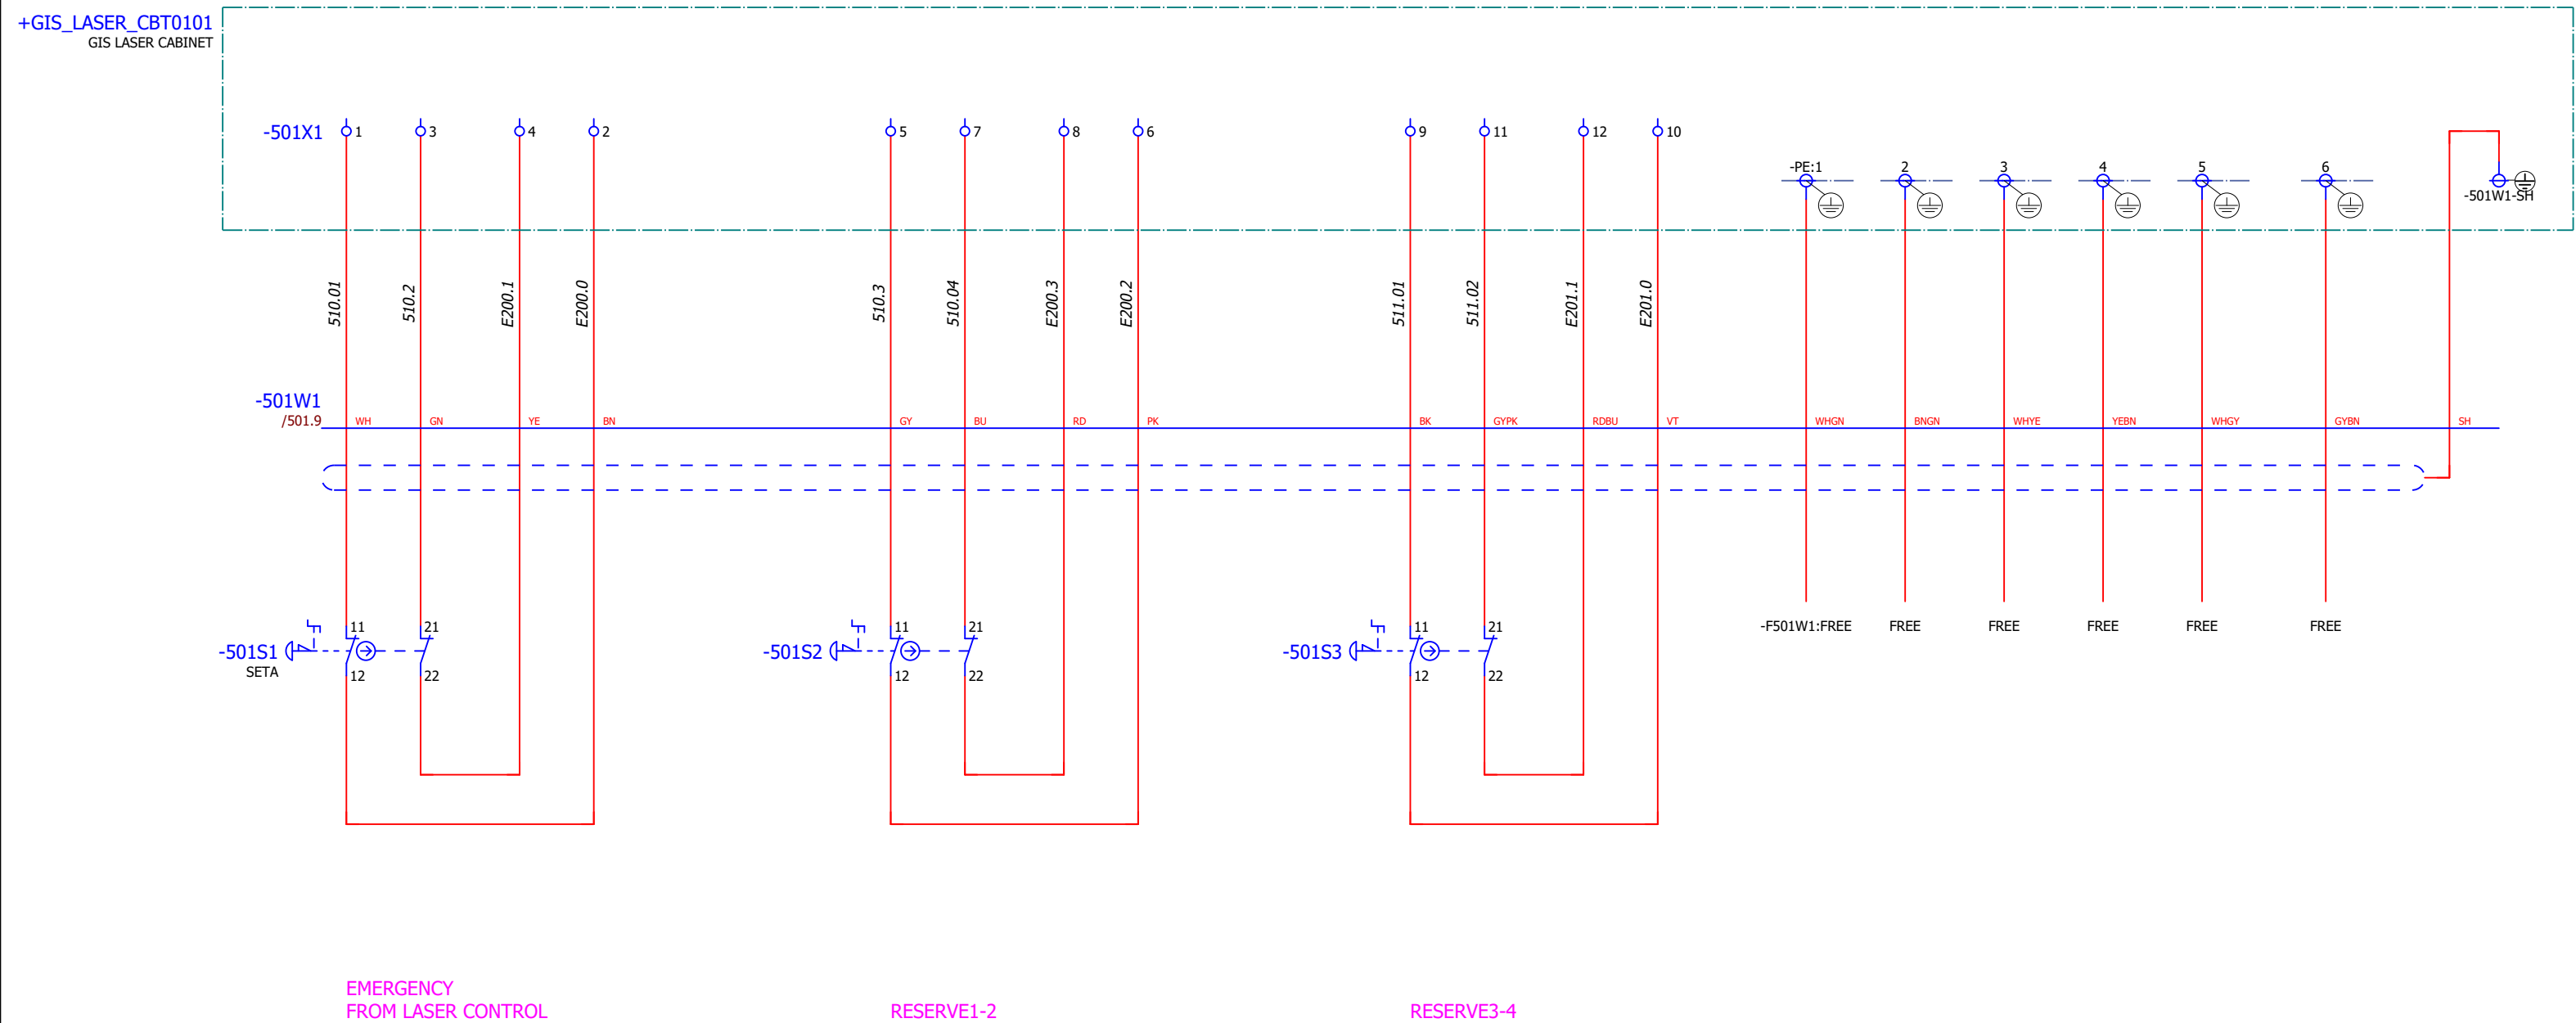 +GIS_LASER_CBT0101
GIS LASER CABINET
-501X1 1 3 4 2 5 7 8 6 9 11 12 10
-PE:1 2 3 4 5 6
-501W1-SH
510.01 510.2 E200.1 E200.0 510.3 510.04 E200.3 E200.2 511.01 511.02 E201.1 E201.0
-501W1
/501.9 WH GN YE BN GY BU RD PK BK GYPK RDBU VT WHGN BNGN WHYE YEBN WHGY GYBN SH
11 21 11 21 11 21
-F501W1:FREE FREE FREE FREE FREE FREE
-501S1 -501S2 -501S3
SETA
12 22 12 22 12 22
EMERGENCY
FROM LASER CONTROL RESERVE1-2 RESERVE3-4